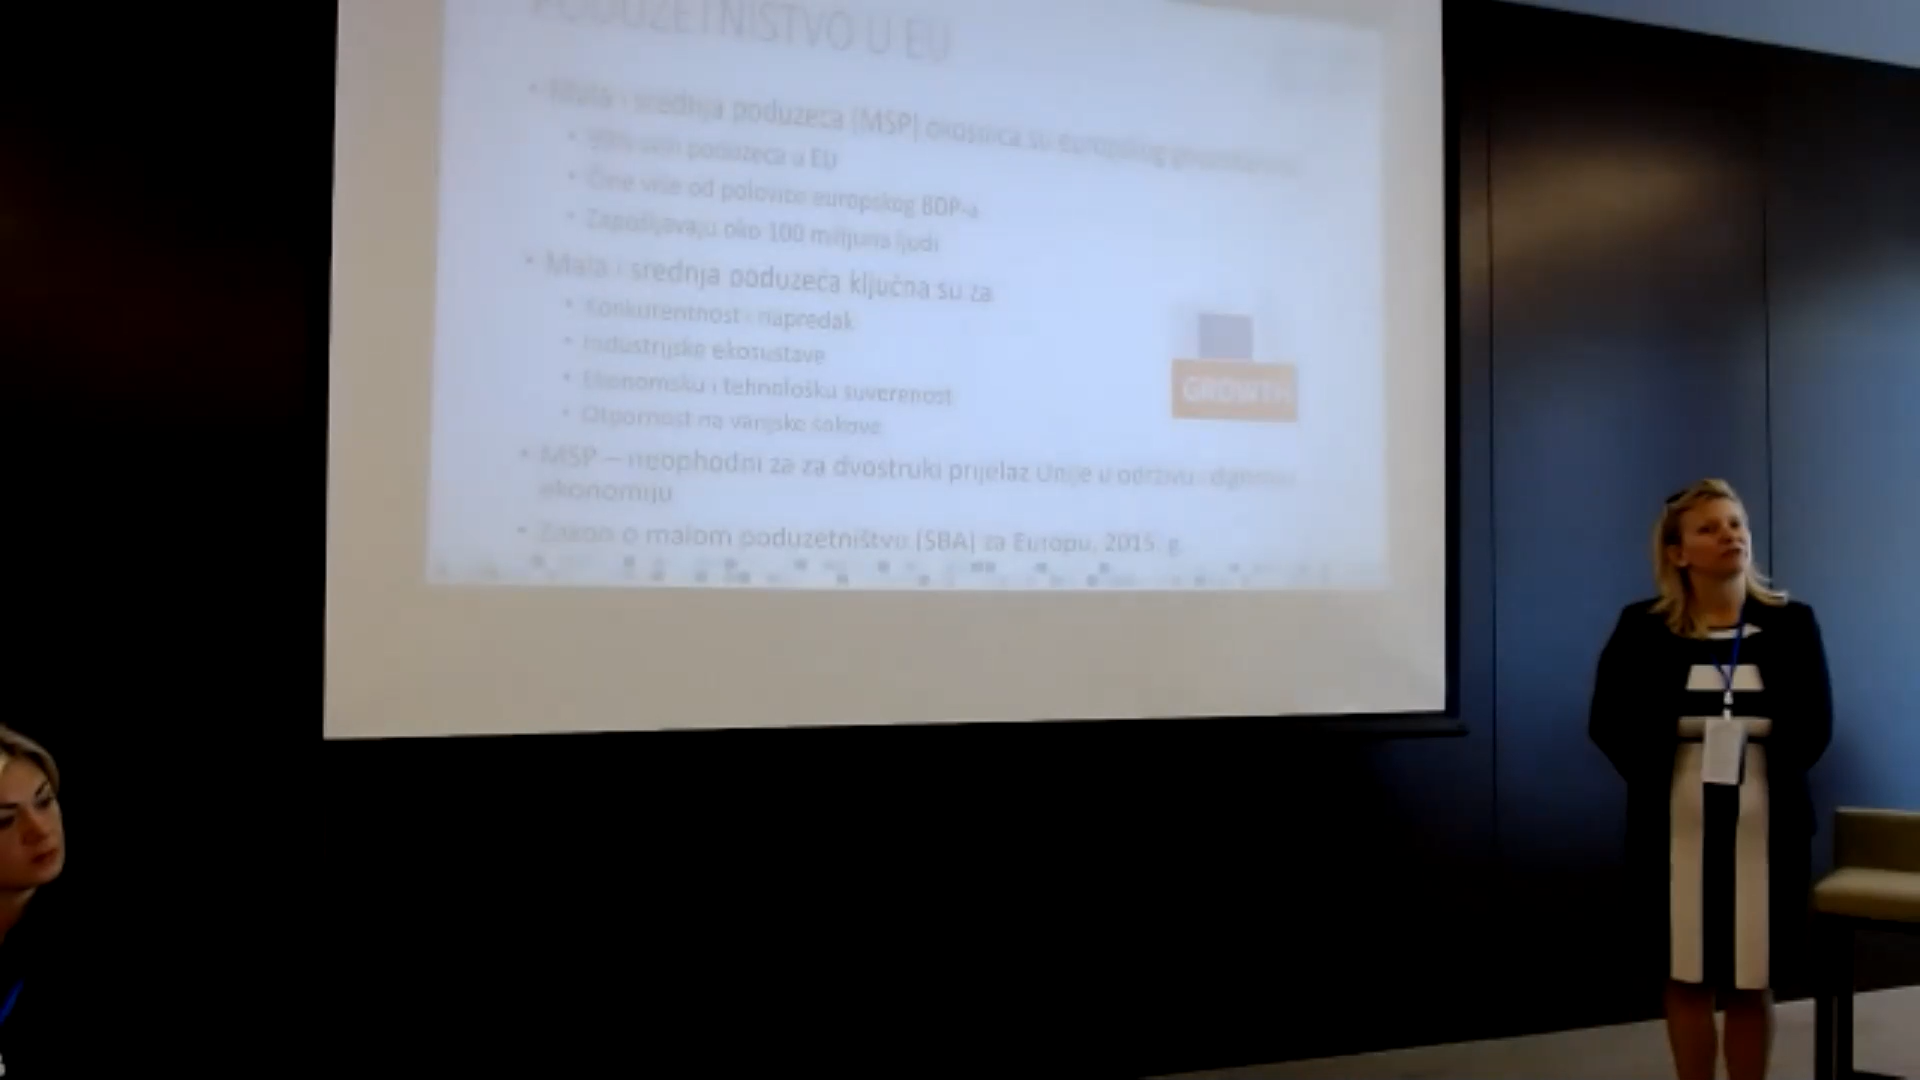 PODUZETNIŠTVO U EU
• Mala i srednja poduzeća (MSP) okosnica su europskog
• 99% svih poduzeća u EU
• Čine više od polovice europskog BDP-a
• Zapošljavaju oko 100 milijuna ljudi
• Mala i srednja poduzeća ključna su za
• Konkurentnost i napredak
• Industrijske ekosustave
• Ekonomsku i tehnološku suverenost
• Otpornost na vanjske šokove
GROWTH
• MSP – neophodni za za dvostruki prijelaz Unije u održivu i digitalnu
ekonomiju
• Zakon o malom poduzetništvu (SBA) za Europu, 2015. g.